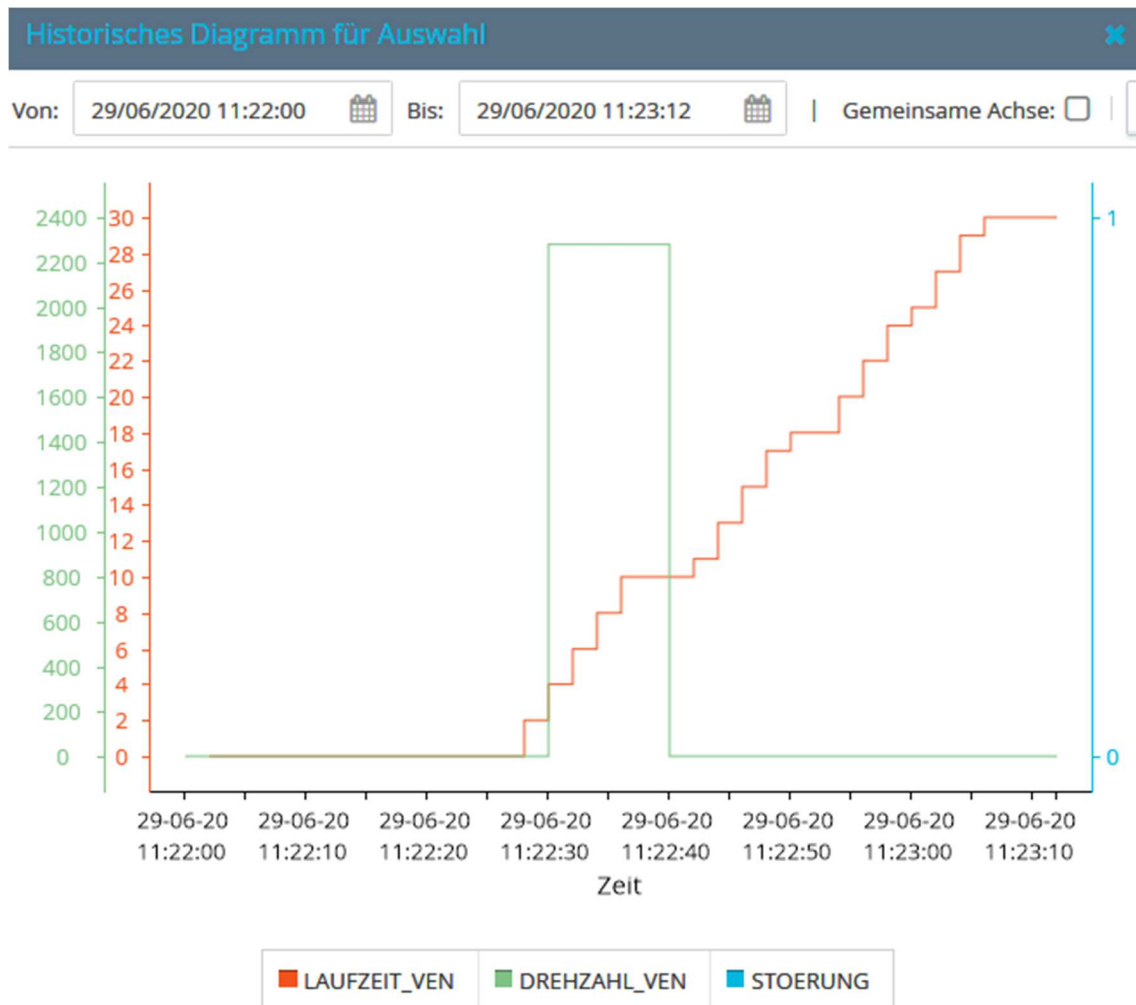 Historisches Diagramm für Auswahl
Von: 29/06/2020 11:22:00 Bis: 29/06/2020 11:23:12 | Gemeinsame Achse:
2400 30 1
2200 28
26
2000 24
1800 22
1600 20
1400 18
16
1200 14
1000 12
800 10
600 8
6
400 4
200 2
0 0 0
29-06-20 29-06-20 29-06-20 29-06-20 29-06-20 29-06-20 29-06-20 29-06-20
11:22:00 11:22:10 11:22:20 11:22:30 11:22:40 11:22:50 11:23:00 11:23:10
Zeit
LAUFZEIT_VEN DREHZAHL_VEN STOERUNG